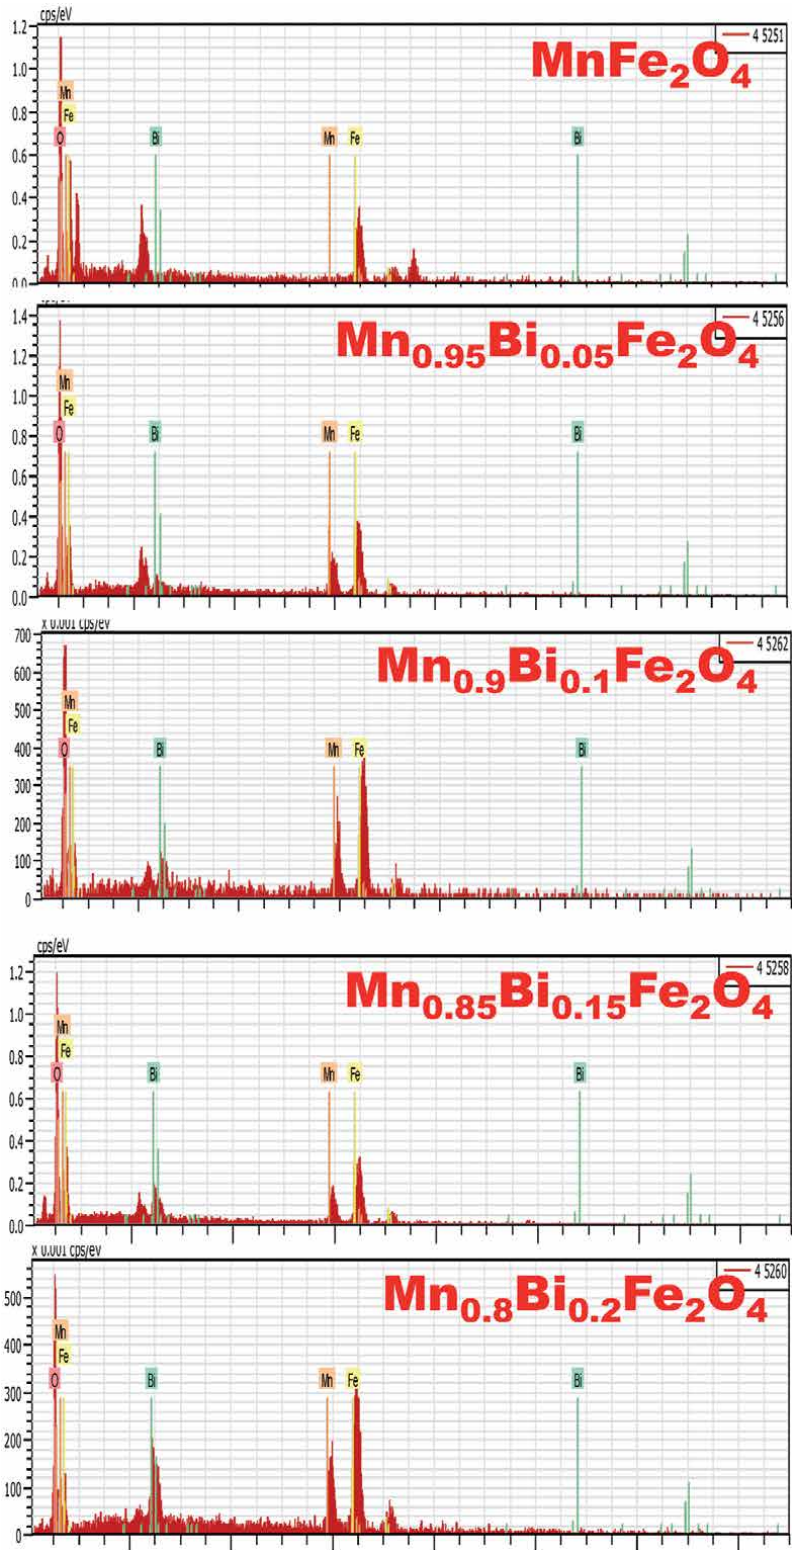 cps/eV
1.2
4 5251
MnFe2O4
1.0
Mn
0.8
Fe
O Bi Mn Fe Bi
0.6
0.4
0.2
0.0
cps/eV
1.4
4 5256
Mn0.95Bi0.05Fe2O4
1.2
Mn
1.0
Fe
O Bi Mn Fe Bi
0.8
0.6
0.4
0.2
0.0
x 0.001 cps/eV
700
4 5262
Mn0.9Bi0.1Fe2O4
600
Mn
500
Fe
O Bi Mn Fe Bi
400
300
200
100
0
cps/eV
1.2
4 5258
Mn0.85Bi0.15Fe2O4
1.0
Mn
Fe
0.8
O Bi Mn Fe Bi
0.6
0.4
0.2
0.0
x 0.001 cps/eV
4 5260
500
Mn0.8Bi0.2Fe2O4
Mn
400
Fe
O Bi Mn Fe Bi
300
200
100
0